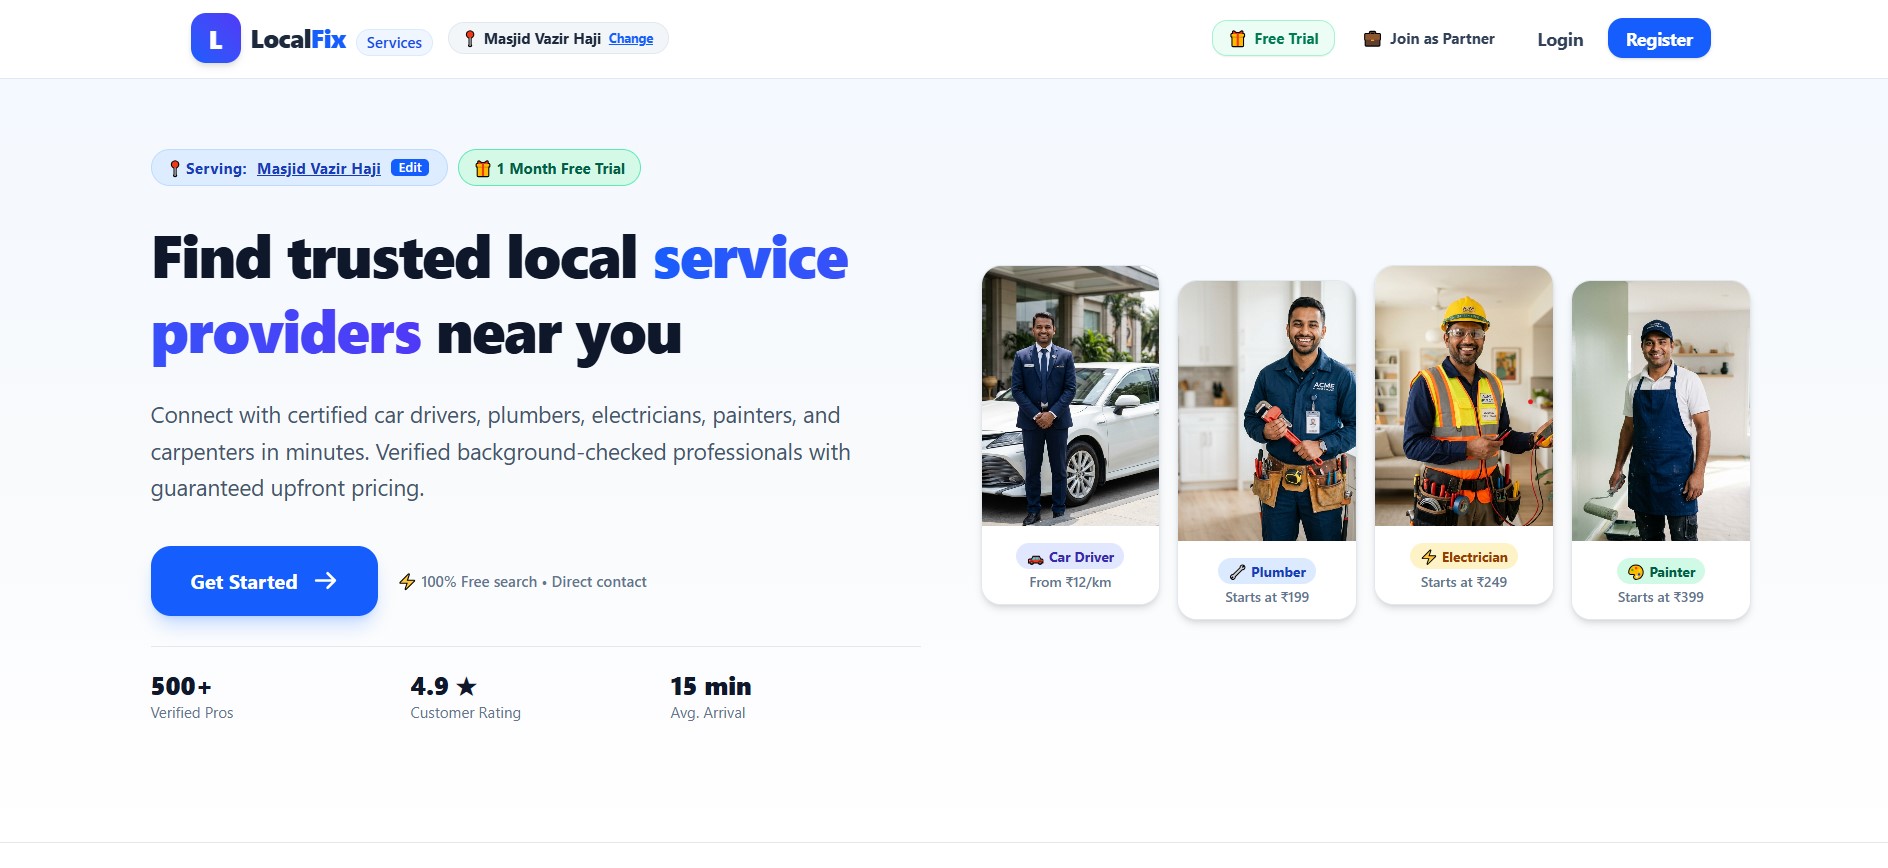 L LocalFix Services 📍 Masjid Vazir Haji Change 🎁 Free Trial 💼 Join as Partner Login Register
📍 Serving: Masjid Vazir Haji Edit 🎁 1 Month Free Trial
Find trusted local service
providers near you
Connect with certified car drivers, plumbers, electricians, painters, and
carpenters in minutes. Verified background-checked professionals with
guaranteed upfront pricing.
Get Started →
⚡ 100% Free search • Direct contact
500+
Verified Pros
4.9 ★
Customer Rating
15 min
Avg. Arrival
ACME
🚗 Car Driver
From ₹12/km
🔧 Plumber
Starts at ₹199
⚡ Electrician
Starts at ₹249
🎨 Painter
Starts at ₹399